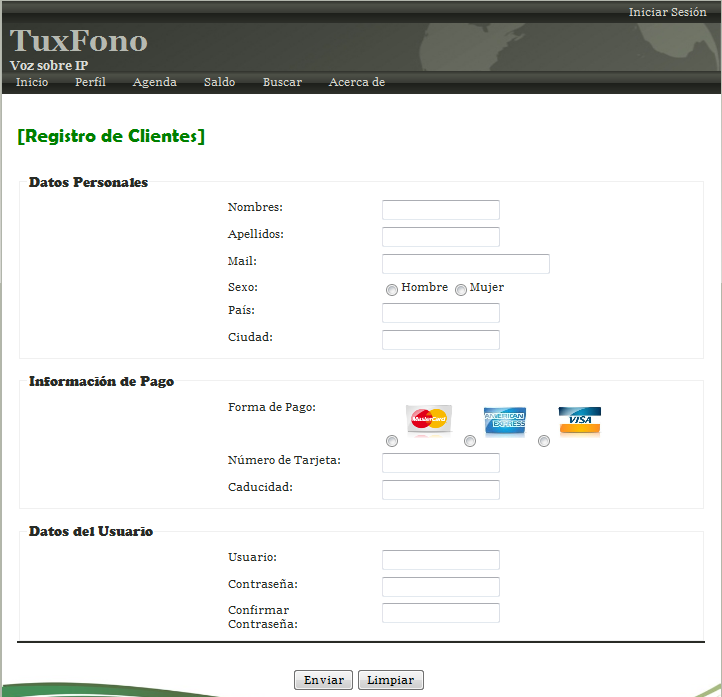 Iniciar Sesión
TuxFono
Voz sobre IP
Inicio Perfil Agenda Saldo Buscar Acerca de
[Registro de Clientes]
Datos Personales
Nombres:
Apellidos:
Mail:
Sexo: Hombre Mujer
País:
Ciudad:
Información de Pago
Forma de Pago: MasterCard AMERICAN EXPRESS VISA
Número de Tarjeta:
Caducidad:
Datos del Usuario
Usuario:
Contraseña:
Confirmar
Contraseña:
Enviar Limpiar